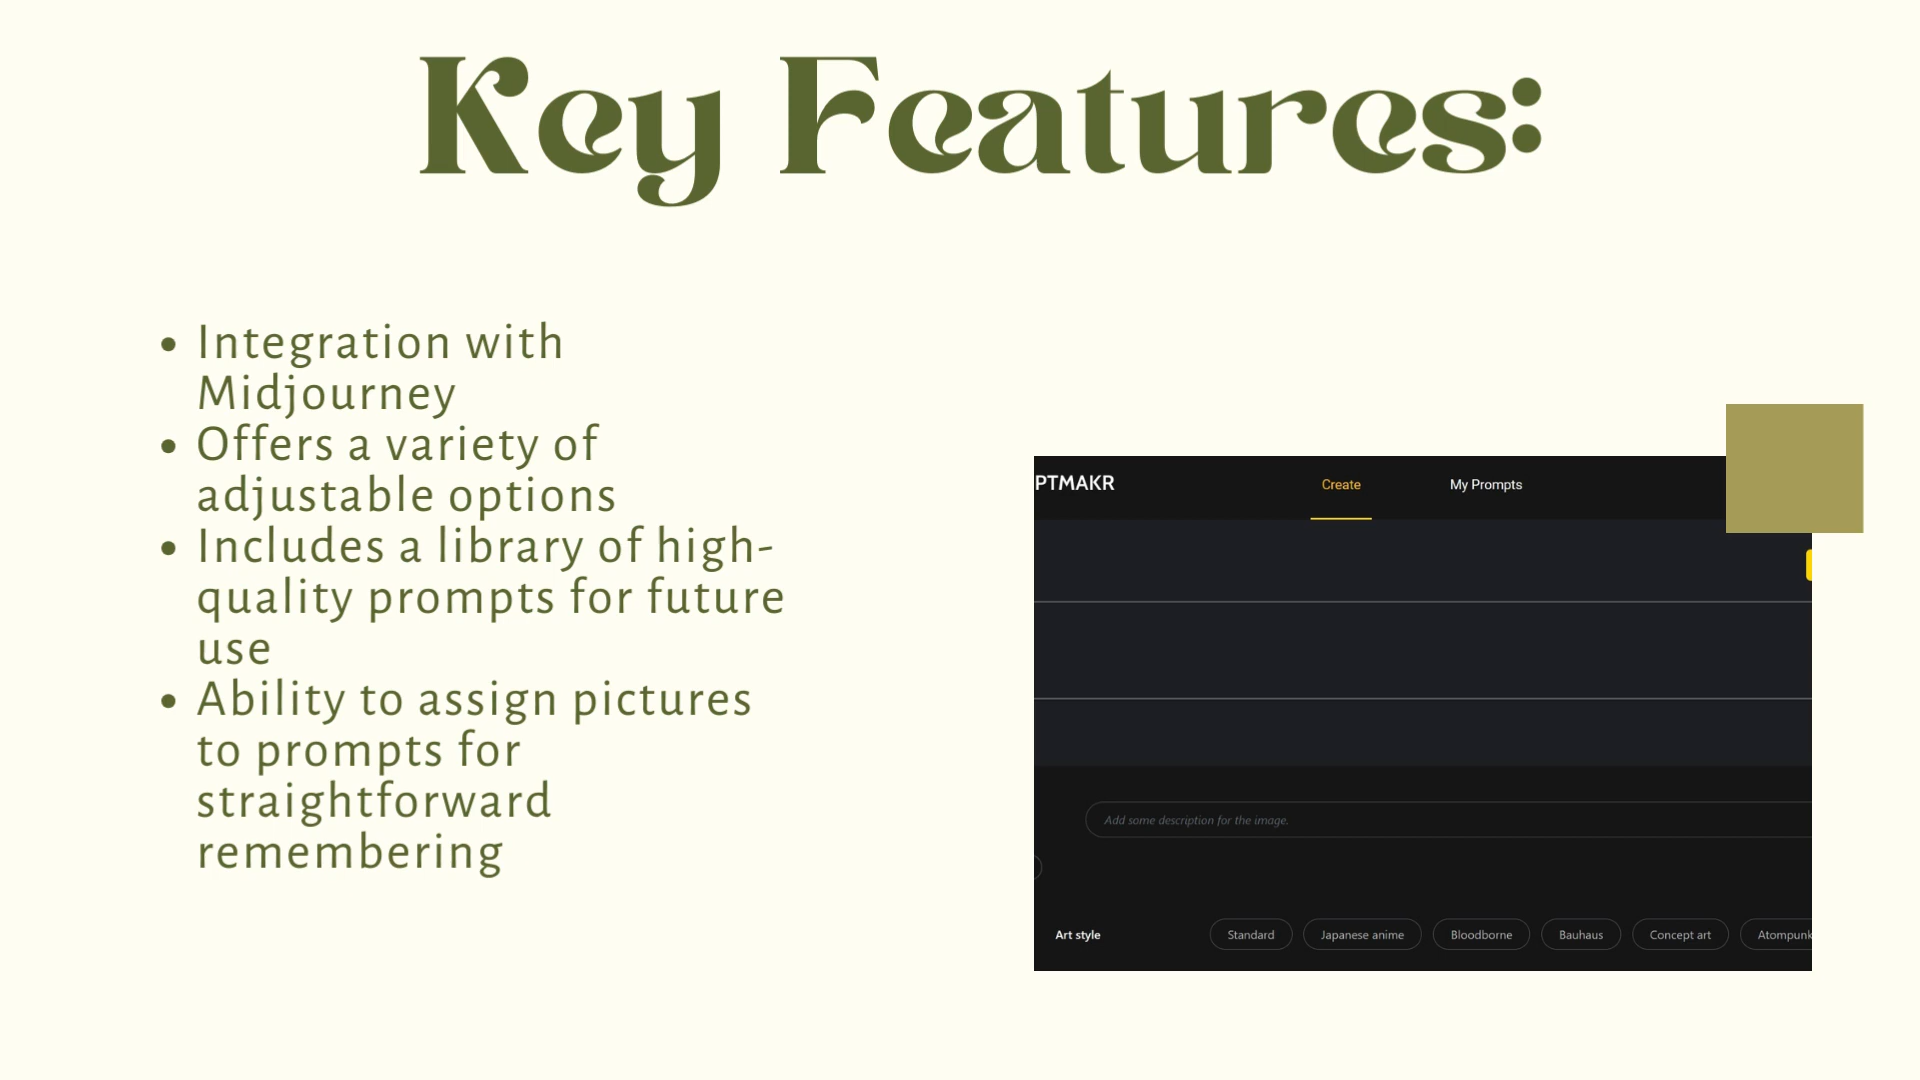 Key Features:
• Integration with
Midjourney
• Offers a variety of
adjustable options
• Includes a library of high-
quality prompts for future
use
• Ability to assign pictures
to prompts for
straightforward
remembering
PTMAKR Create My Prompts
Add some description for the image.
Art style Standard Japanese anime Bloodborne Bauhaus Concept art Atompunk